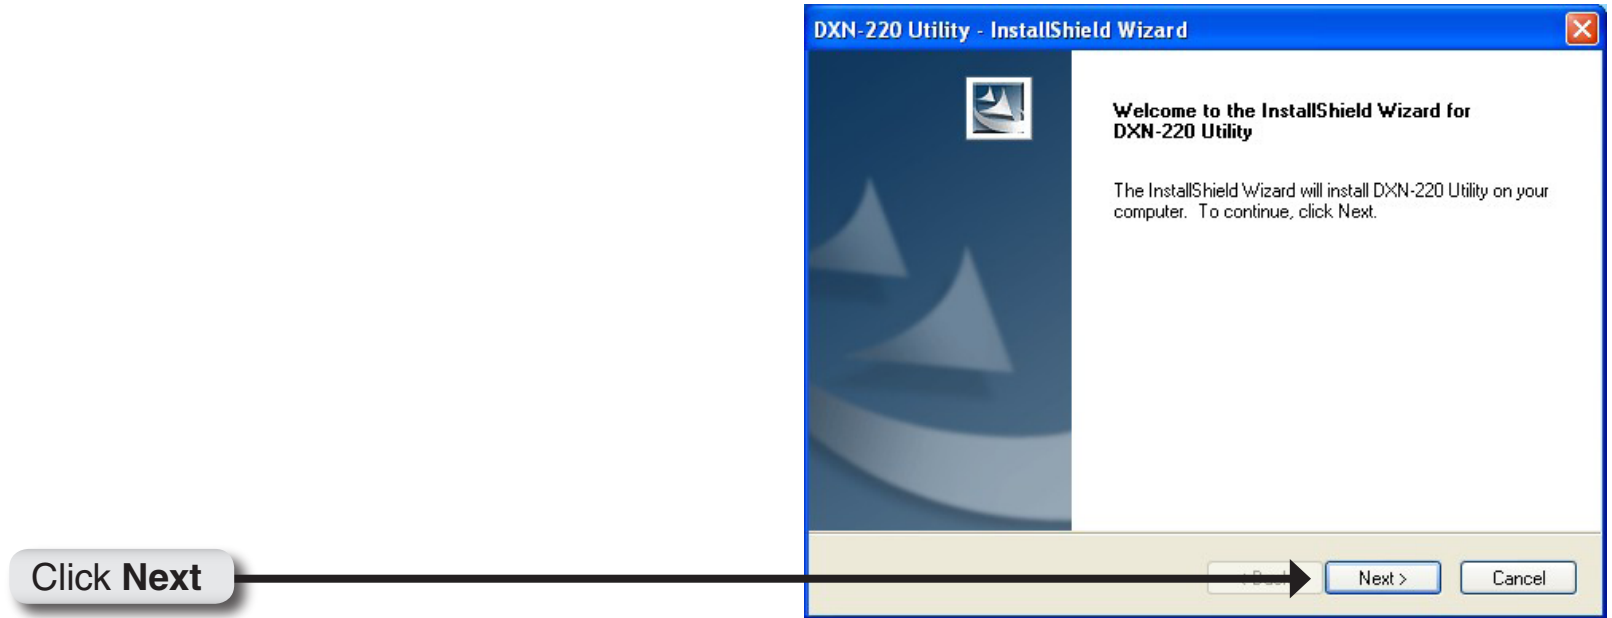 DXN-220 Utility - InstallShield Wizard
Welcome to the InstallShield Wizard for
DXN-220 Utility
The InstallShield Wizard will install DXN-220 Utility on your
computer. To continue, click Next.
Click Next
Next >
Cancel